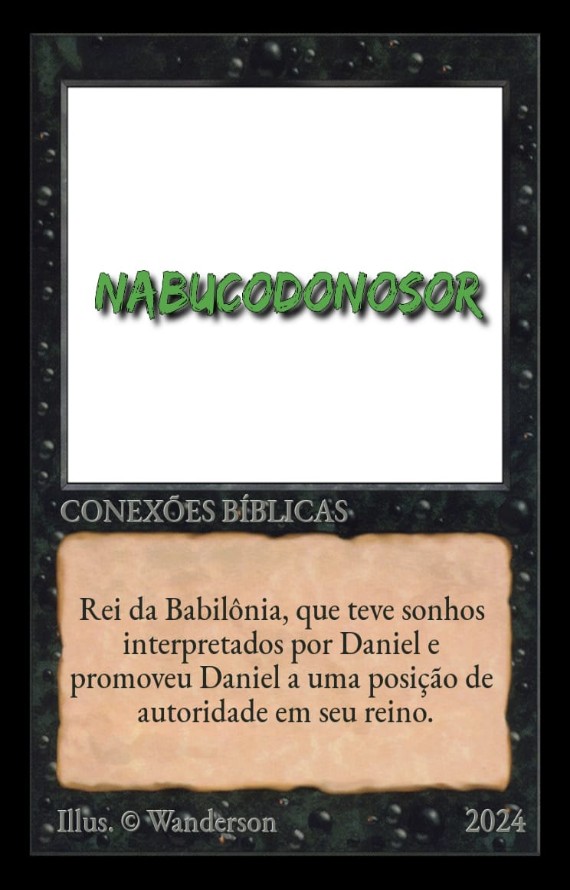 NABUCODONOSOR
CONEXÕES BÍBLICAS
Rei da Babilônia, que teve sonhos
interpretados por Daniel e
promoveu Daniel a uma posição de
autoridade em seu reino.
Illus. © Wanderson
2024